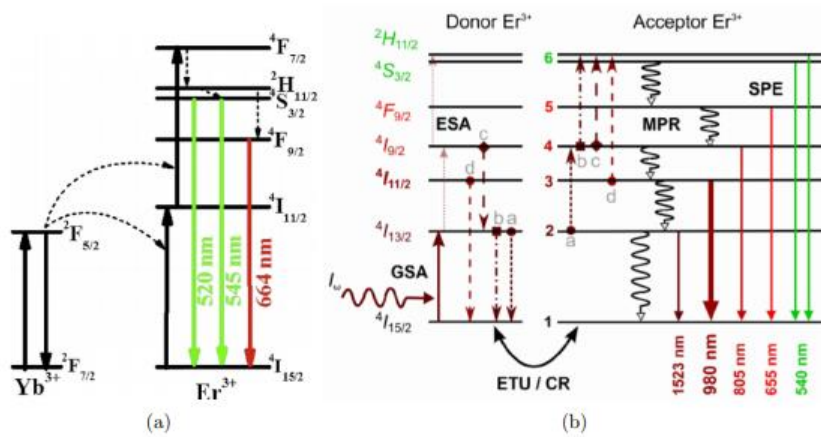 ⁴F₇/₂
²H₁₁/₂
⁴S₃/₂
⁴F₉/₂
⁴I₁₁/₂
²F₅/₂
520 nm
545 nm
664 nm
²F₇/₂
⁴I₁₅/₂
Yb³⁺
Er³⁺
(a)
Donor Er³⁺
Acceptor Er³⁺
²H₁₁/₂
⁴S₃/₂
⁴F₉/₂
⁴I₉/₂
⁴I₁₁/₂
⁴I₁₃/₂
⁴I₁₅/₂
6
5
4
3
2
1
ESA
c
d
b a
GSA
Iω
b c
a
d
MPR
SPE
ETU / CR
1523 nm
980 nm
805 nm
655 nm
540 nm
(b)